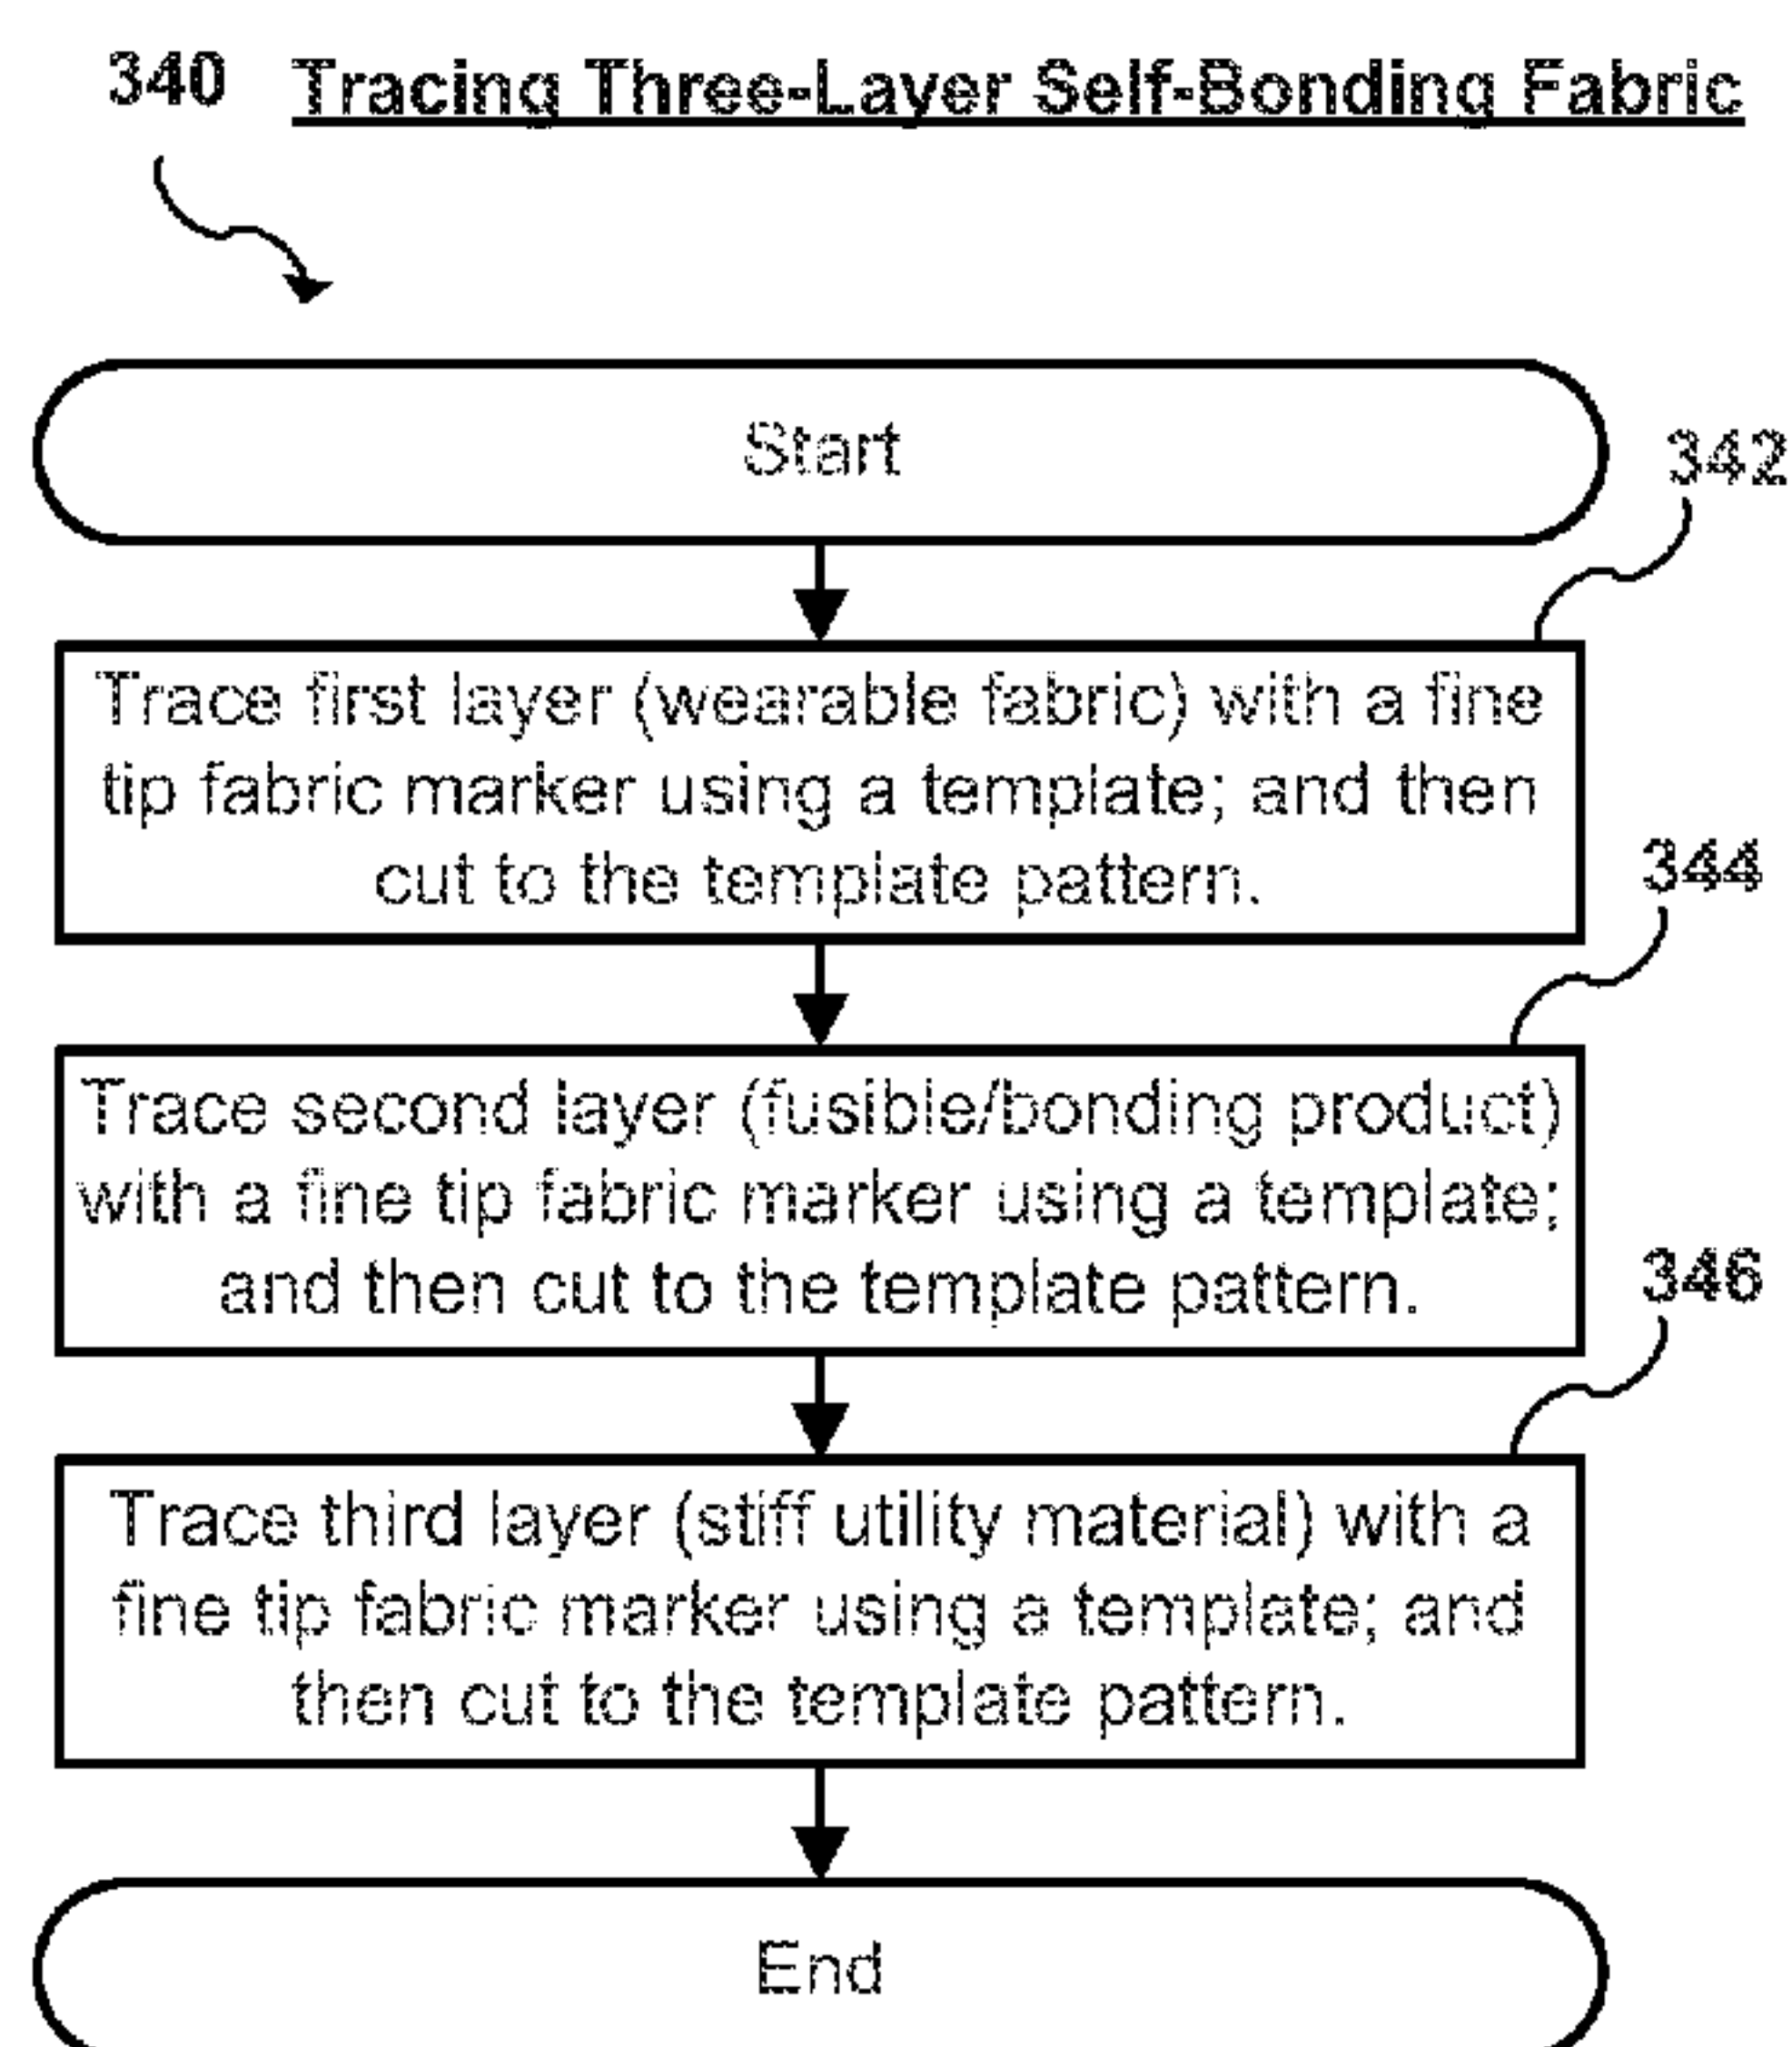 340 Tracing Three-Layer Self-Bonding Fabric
Start
342
Trace first layer (wearable fabric) with a fine
tip fabric marker using a template; and then
cut to the template pattern.
344
Trace second layer (fusible/bonding product)
with a fine tip fabric marker using a template;
and then cut to the template pattern.
346
Trace third layer (stiff utility material) with a
fine tip fabric marker using a template; and
then cut to the template pattern.
End